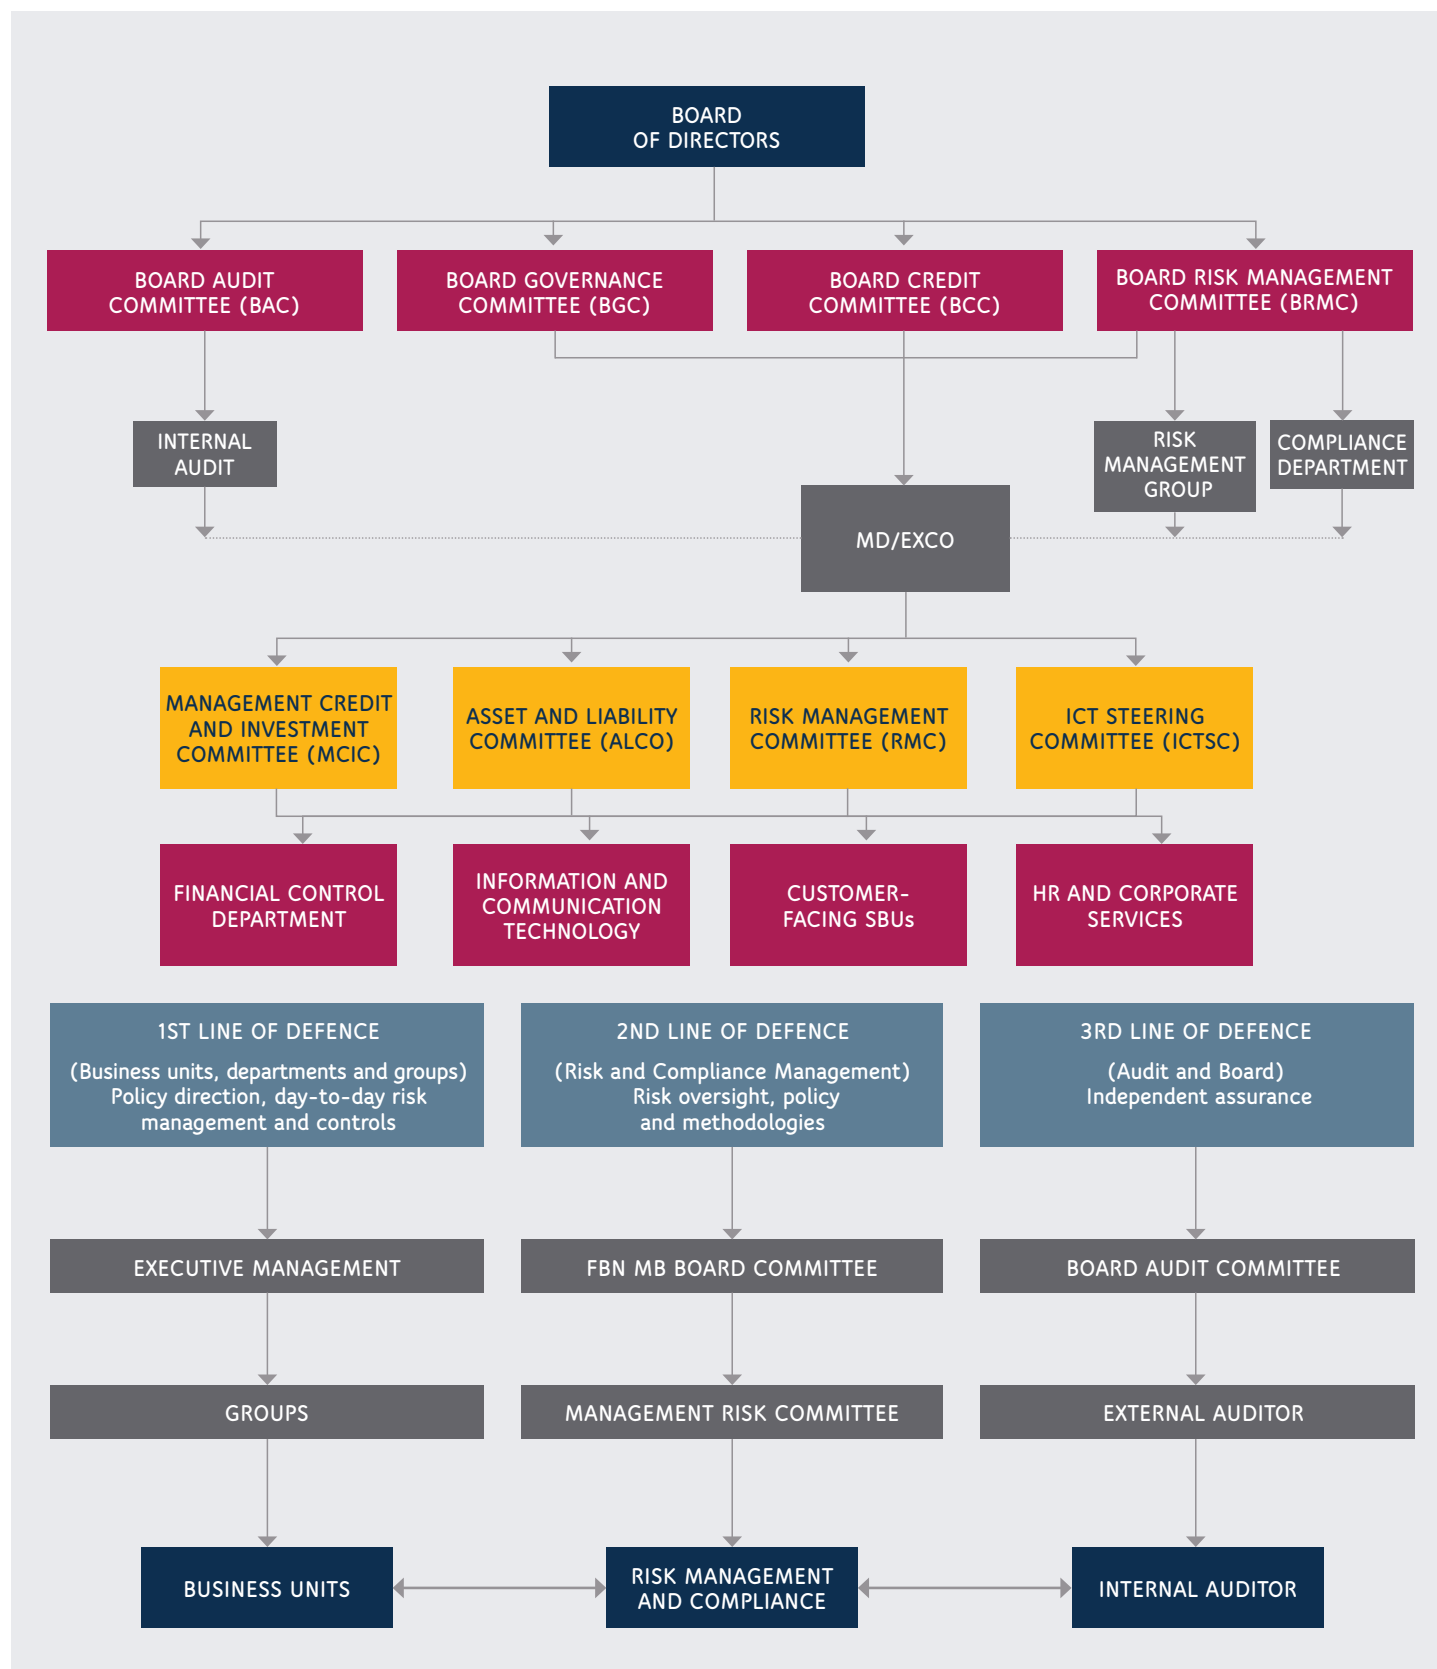 BOARD
OF DIRECTORS
BOARD AUDIT
COMMITTEE (BAC)
BOARD GOVERNANCE
COMMITTEE (BGC)
BOARD CREDIT
COMMITTEE (BCC)
BOARD RISK MANAGEMENT
COMMITTEE (BRMC)
INTERNAL
AUDIT
RISK
MANAGEMENT
GROUP
COMPLIANCE
DEPARTMENT
MD/EXCO
MANAGEMENT CREDIT
AND INVESTMENT
COMMITTEE (MCIC)
ASSET AND LIABILITY
COMMITTEE (ALCO)
RISK MANAGEMENT
COMMITTEE (RMC)
ICT STEERING
COMMITTEE (ICTSC)
FINANCIAL CONTROL
DEPARTMENT
INFORMATION AND
COMMUNICATION
TECHNOLOGY
CUSTOMER-
FACING SBUs
HR AND CORPORATE
SERVICES
1ST LINE OF DEFENCE
(Business units, departments and groups)
Policy direction, day-to-day risk
management and controls
2ND LINE OF DEFENCE
(Risk and Compliance Management)
Risk oversight, policy
and methodologies
3RD LINE OF DEFENCE
(Audit and Board)
Independent assurance
EXECUTIVE MANAGEMENT
FBN MB BOARD COMMITTEE
BOARD AUDIT COMMITTEE
GROUPS
MANAGEMENT RISK COMMITTEE
EXTERNAL AUDITOR
BUSINESS UNITS
RISK MANAGEMENT
AND COMPLIANCE
INTERNAL AUDITOR